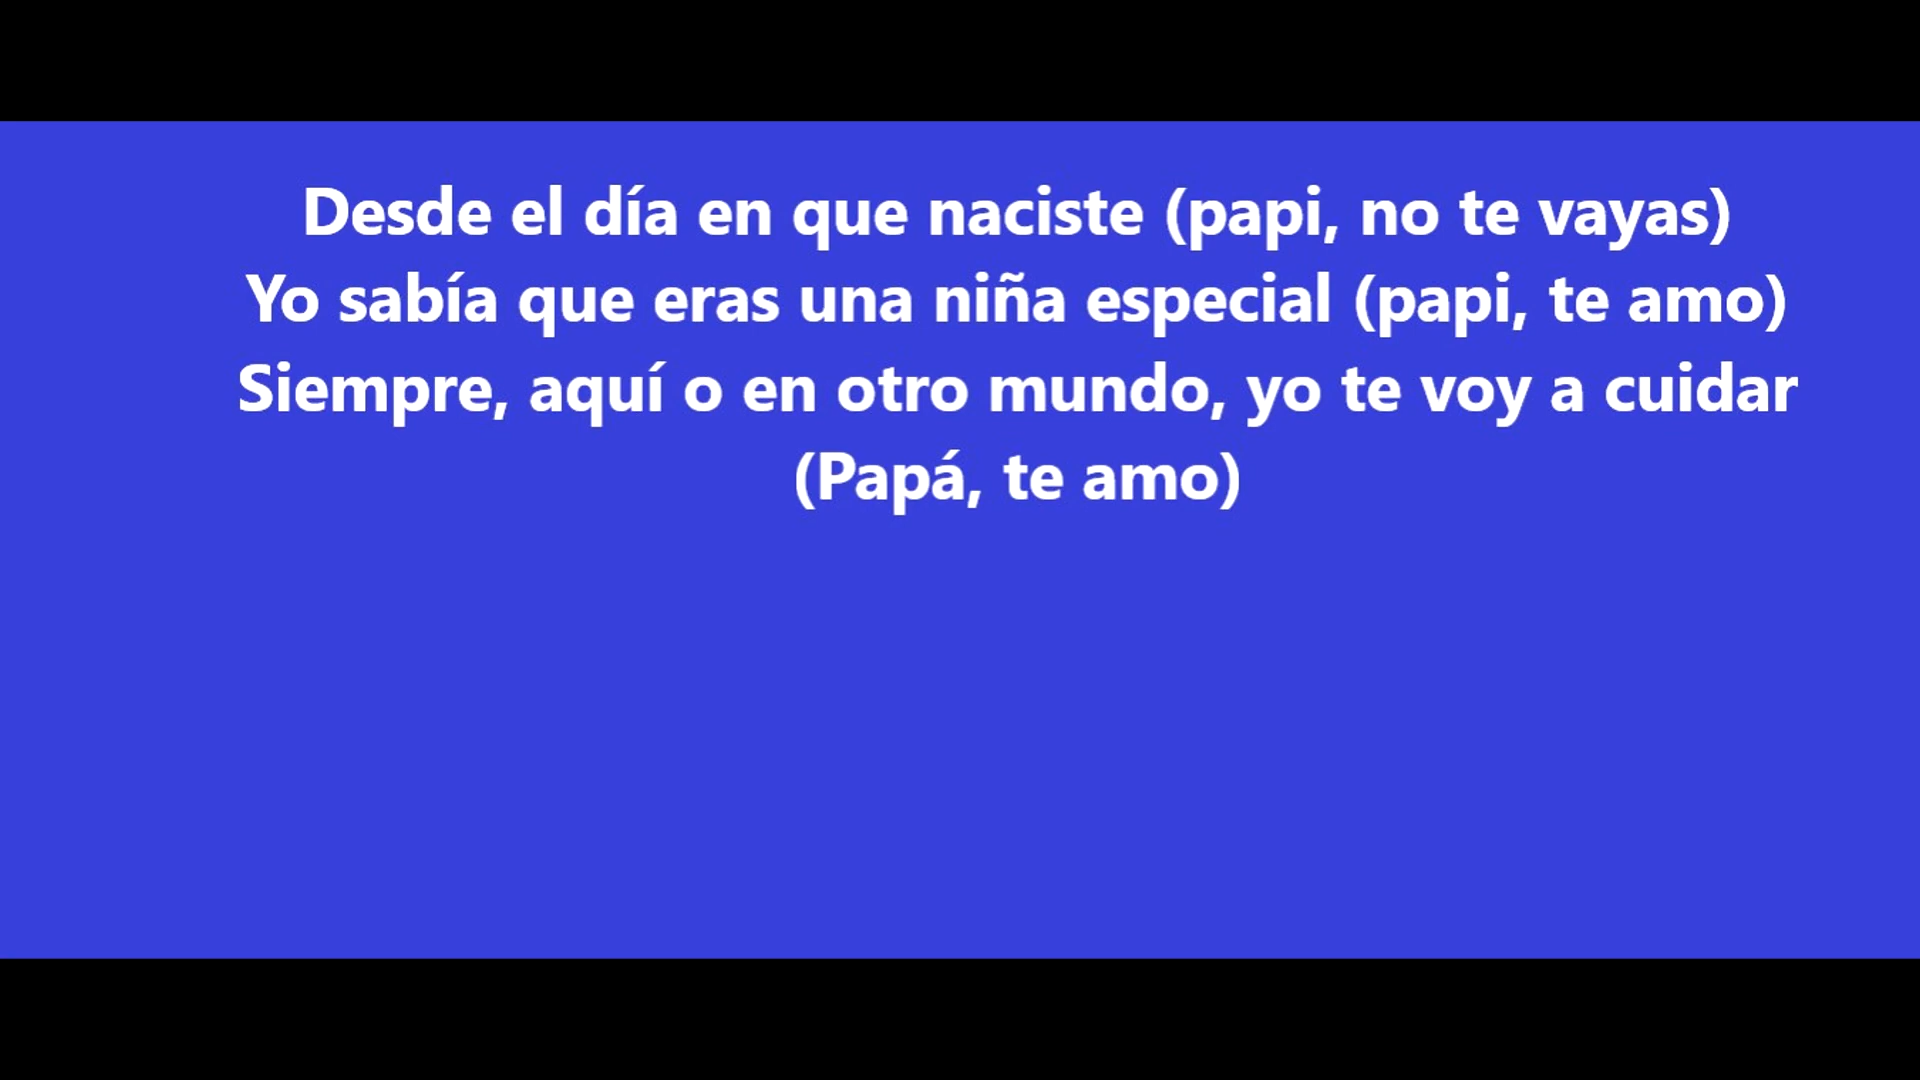 Desde el día en que naciste (papi, no te vayas)
Yo sabía que eras una niña especial (papi, te amo)
Siempre, aquí o en otro mundo, yo te voy a cuidar
(Papá, te amo)